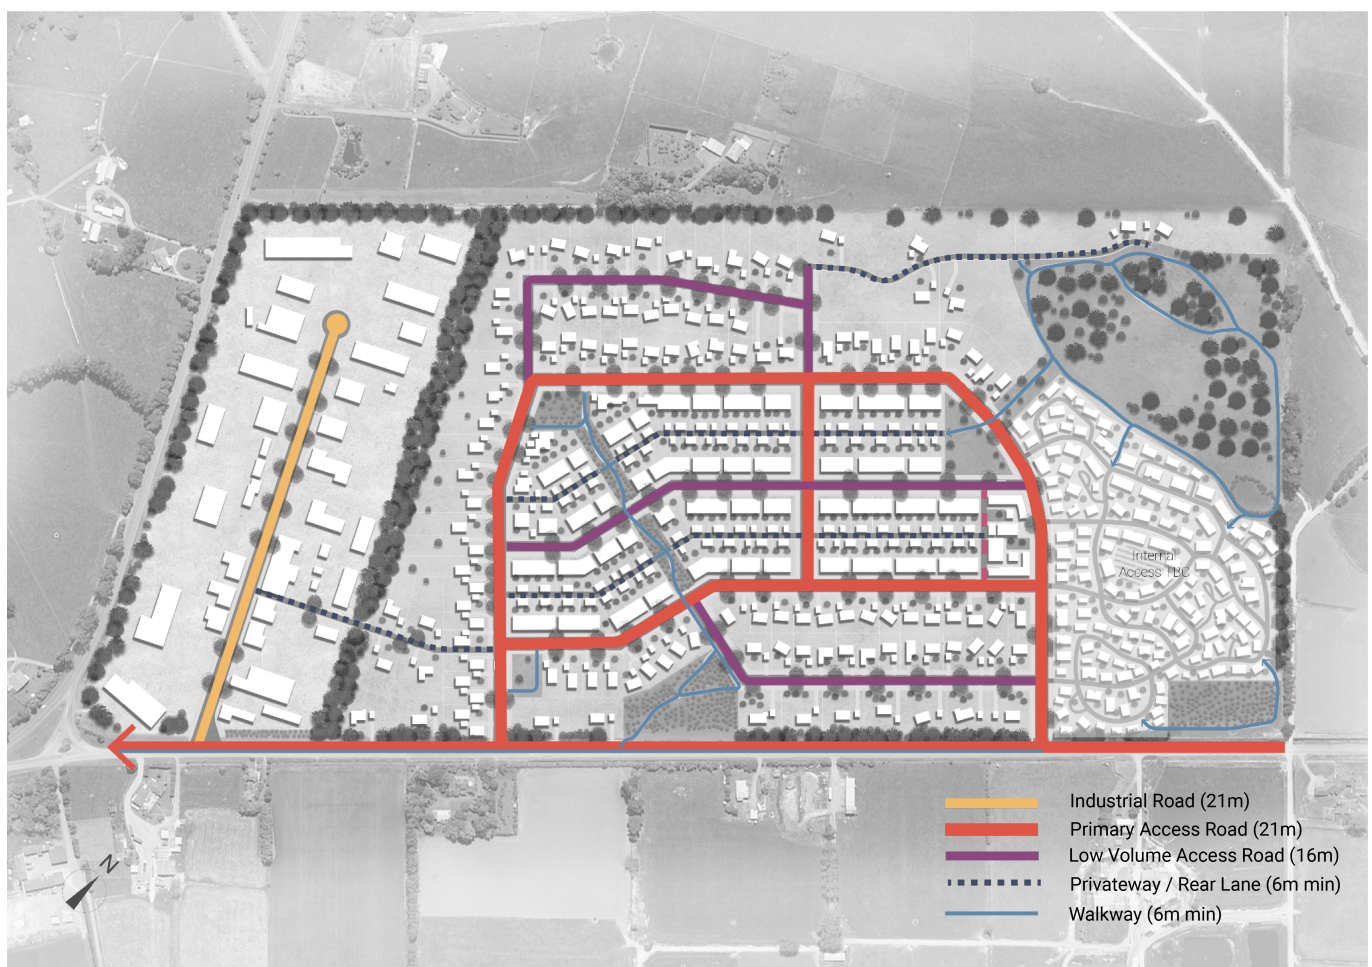 Internal
Access TBC
Industrial Road (21m)
Primary Access Road (21m)
Low Volume Access Road (16m)
Privateway / Rear Lane (6m min)
Walkway (6m min)
N